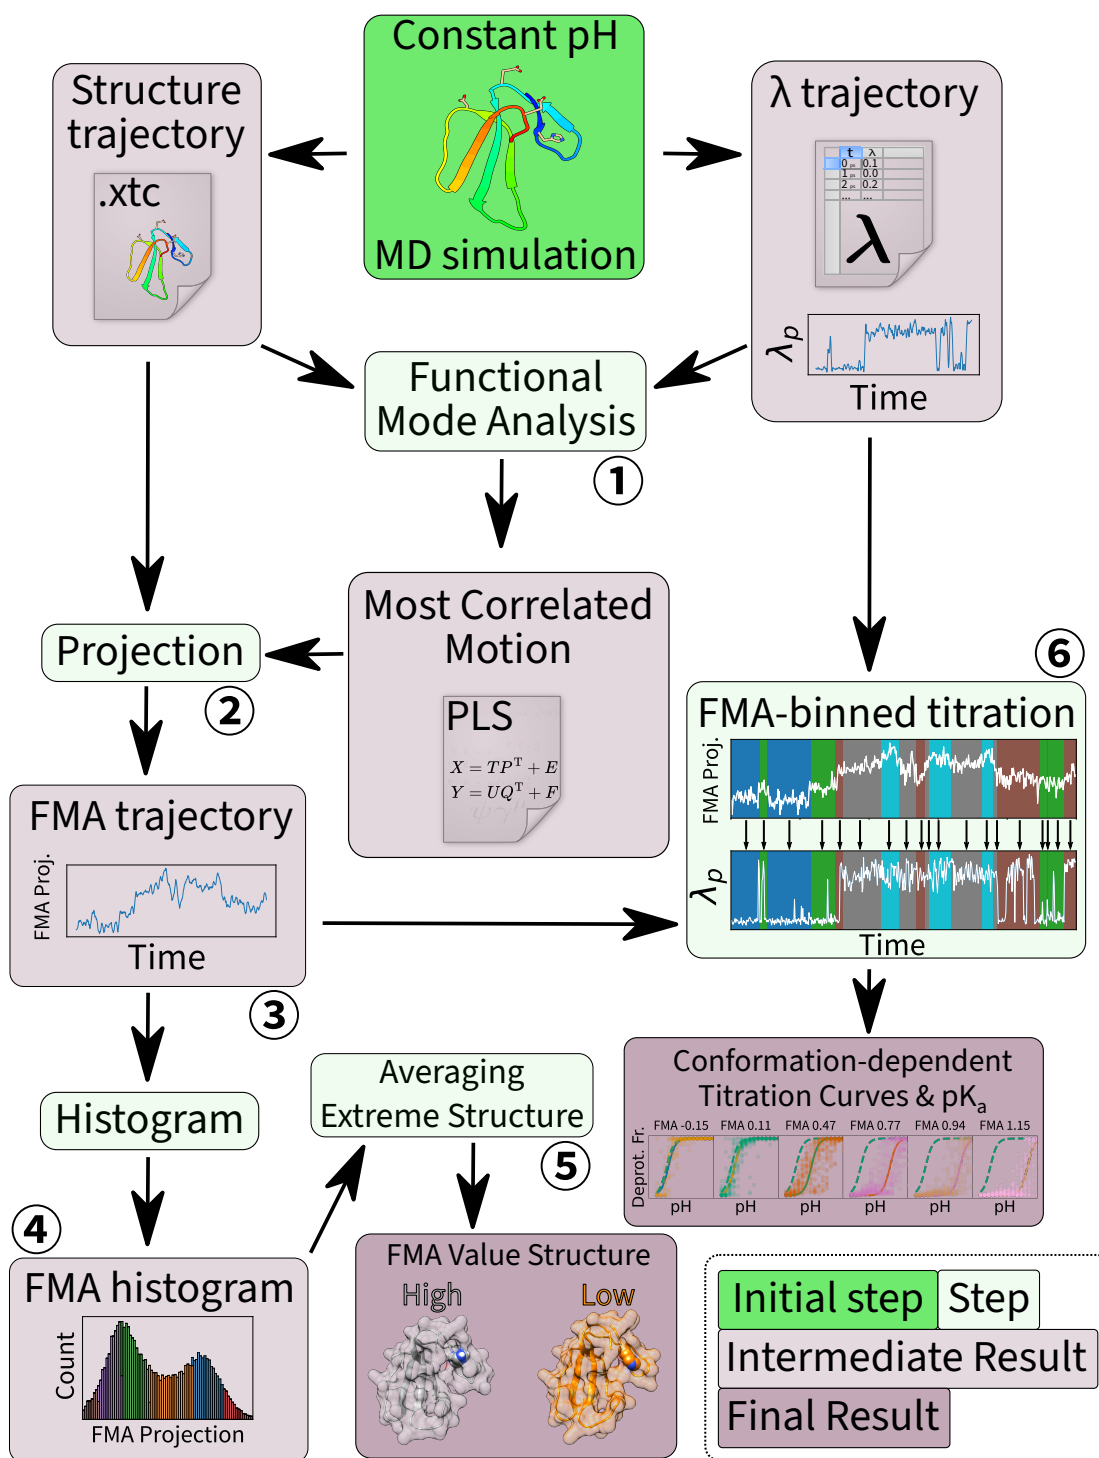 Constant pH
MD simulation
Structure
trajectory
.xtc
λ trajectory
t λ
0 ps 0.1
1 ps 0.0
2 ps 0.2
... ...
λ
λp
Time
Functional
Mode Analysis
①
Most Correlated
Motion
PLS
X = TPᵀ + E
Y = UQᵀ + F
Projection
②
FMA trajectory
FMA Proj.
Time
③
⑥
FMA-binned titration
FMA Proj.
λp
Time
Histogram
④
FMA histogram
Count
FMA Projection
Averaging
Extreme Structure
⑤
FMA Value Structure
High Low
Conformation-dependent
Titration Curves & pKₐ
FMA -0.15 FMA 0.11 FMA 0.47 FMA 0.77 FMA 0.94 FMA 1.15
Deprot. Fr.
pH pH pH pH pH pH
Initial step Step
Intermediate Result
Final Result